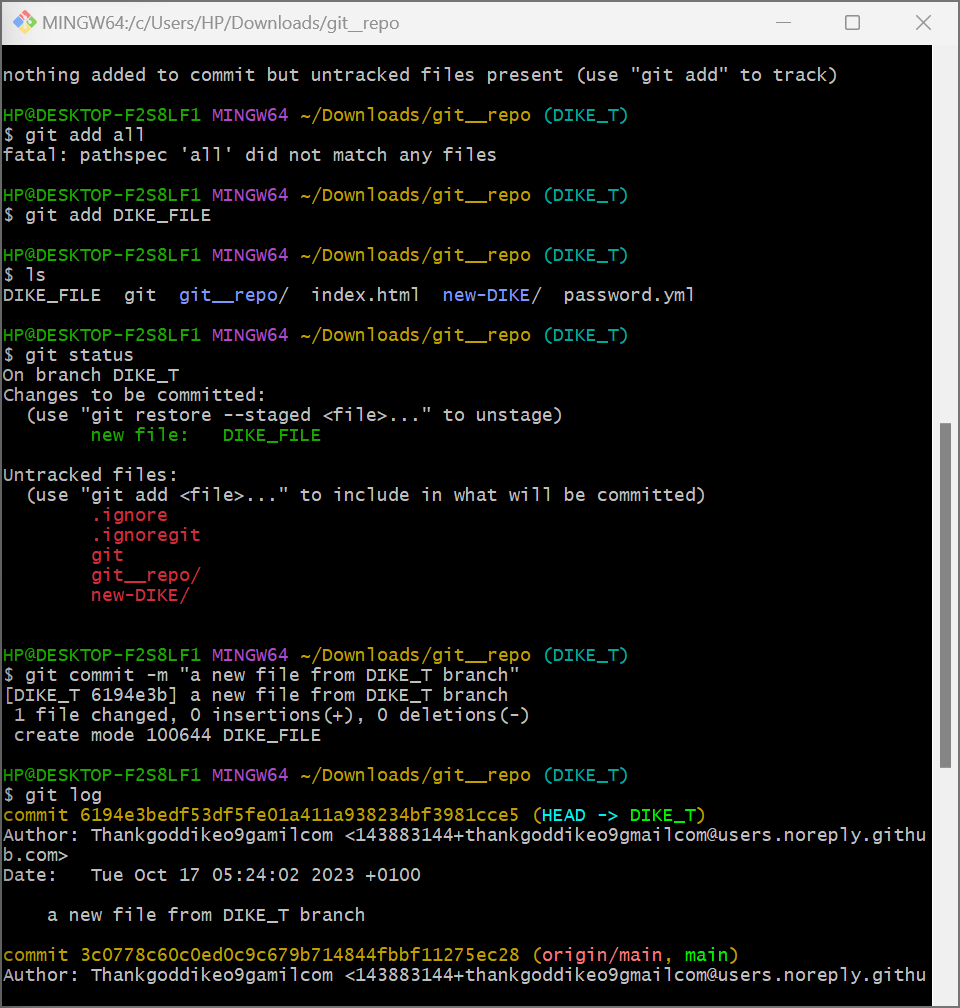 MINGW64:/c/Users/HP/Downloads/git__repo
nothing added to commit but untracked files present (use "git add" to track)
HP@DESKTOP-F2S8LF1 MINGW64 ~/Downloads/git__repo (DIKE_T)
$ git add all
fatal: pathspec 'all' did not match any files
HP@DESKTOP-F2S8LF1 MINGW64 ~/Downloads/git__repo (DIKE_T)
$ git add DIKE_FILE
HP@DESKTOP-F2S8LF1 MINGW64 ~/Downloads/git__repo (DIKE_T)
$ ls
DIKE_FILE  git  git__repo/  index.html  new-DIKE/  password.yml
HP@DESKTOP-F2S8LF1 MINGW64 ~/Downloads/git__repo (DIKE_T)
$ git status
On branch DIKE_T
Changes to be committed:
  (use "git restore --staged <file>..." to unstage)
        new file:   DIKE_FILE
Untracked files:
  (use "git add <file>..." to include in what will be committed)
        .ignore
        .ignoregit
        git
        git__repo/
        new-DIKE/
HP@DESKTOP-F2S8LF1 MINGW64 ~/Downloads/git__repo (DIKE_T)
$ git commit -m "a new file from DIKE_T branch"
[DIKE_T 6194e3b] a new file from DIKE_T branch
 1 file changed, 0 insertions(+), 0 deletions(-)
 create mode 100644 DIKE_FILE
HP@DESKTOP-F2S8LF1 MINGW64 ~/Downloads/git__repo (DIKE_T)
$ git log
commit 6194e3bedf53df5fe01a411a938234bf3981cce5 (HEAD -> DIKE_T)
Author: Thankgoddikeo9gamilcom <143883144+thankgoddikeo9gmailcom@users.noreply.githu
b.com>
Date:   Tue Oct 17 05:24:02 2023 +0100
    a new file from DIKE_T branch
commit 3c0778c60c0ed0c9c679b714844fbbf11275ec28 (origin/main, main)
Author: Thankgoddikeo9gamilcom <143883144+thankgoddikeo9gmailcom@users.noreply.githu